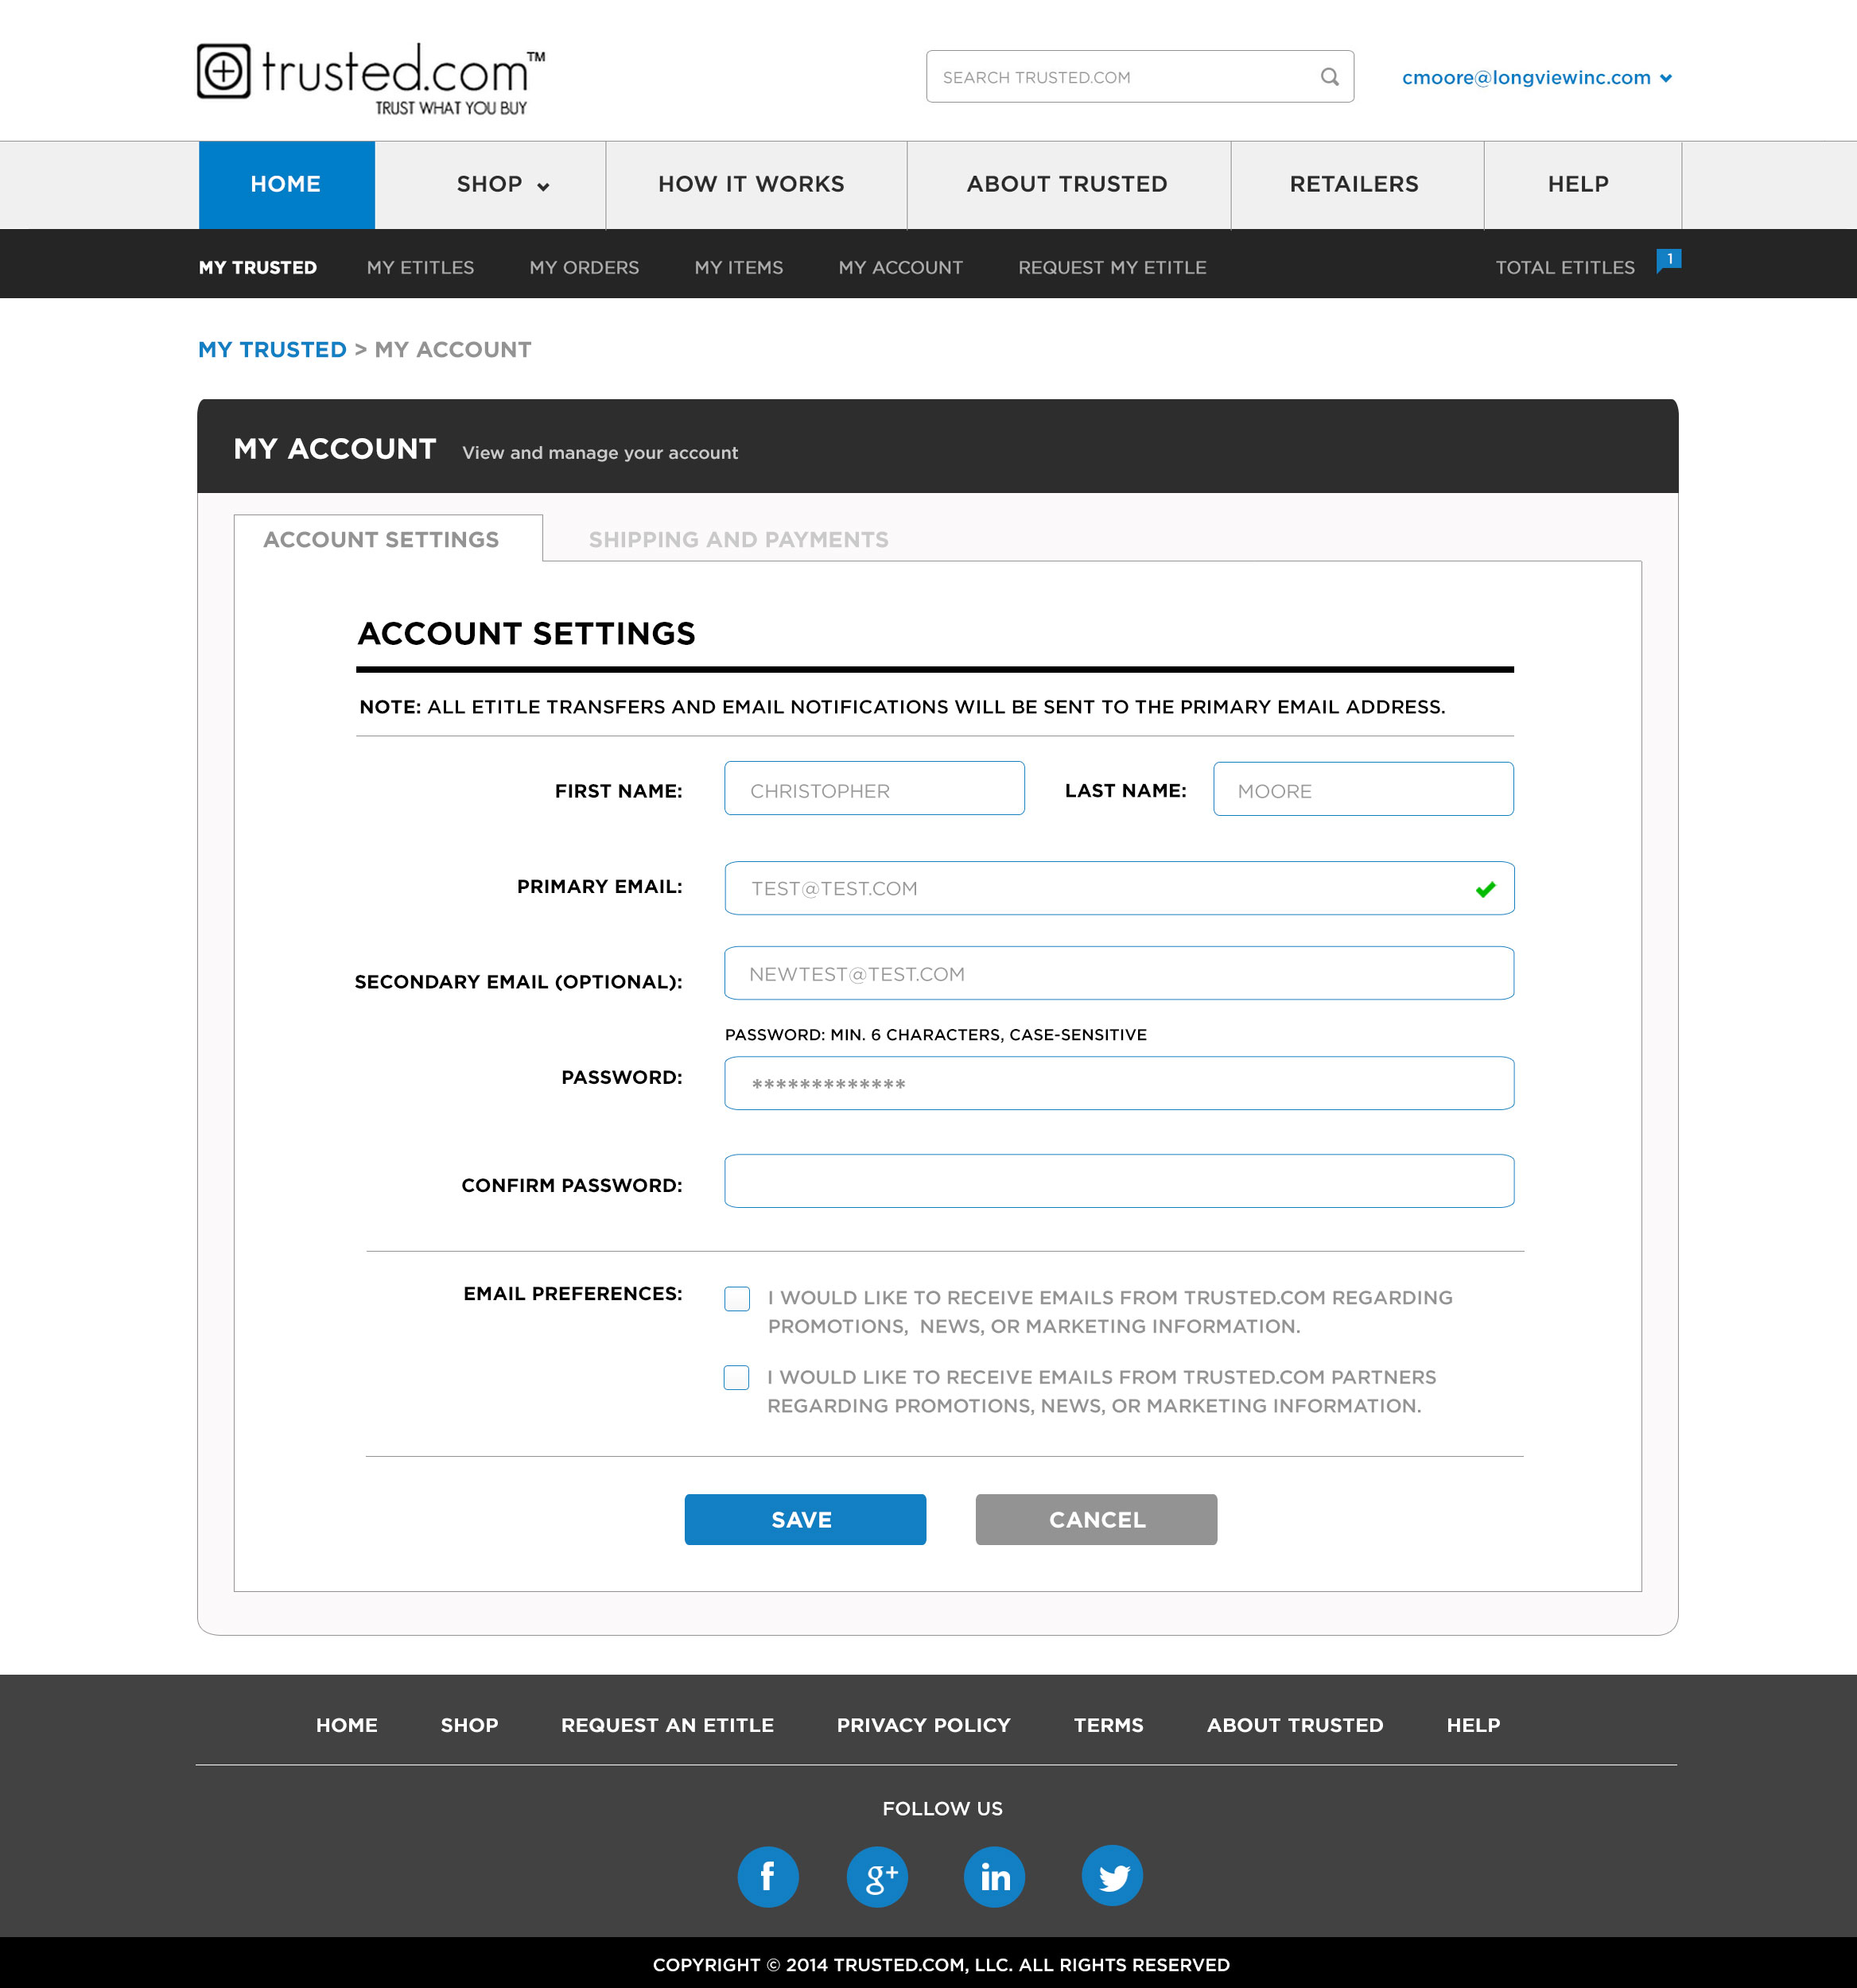 trusted.com™
TRUST WHAT YOU BUY
SEARCH TRUSTED.COM
cmoore@longviewinc.com
HOME SHOP HOW IT WORKS ABOUT TRUSTED RETAILERS HELP
MY TRUSTED MY ETITLES MY ORDERS MY ITEMS MY ACCOUNT REQUEST MY ETITLE TOTAL ETITLES 1
MY TRUSTED > MY ACCOUNT
MY ACCOUNT View and manage your account
ACCOUNT SETTINGS SHIPPING AND PAYMENTS
ACCOUNT SETTINGS
NOTE: ALL ETITLE TRANSFERS AND EMAIL NOTIFICATIONS WILL BE SENT TO THE PRIMARY EMAIL ADDRESS.
FIRST NAME: CHRISTOPHER LAST NAME: MOORE
PRIMARY EMAIL: TEST@TEST.COM
SECONDARY EMAIL (OPTIONAL): NEWTEST@TEST.COM
PASSWORD: MIN. 6 CHARACTERS, CASE-SENSITIVE
PASSWORD: *************
CONFIRM PASSWORD:
EMAIL PREFERENCES: I WOULD LIKE TO RECEIVE EMAILS FROM TRUSTED.COM REGARDING
PROMOTIONS, NEWS, OR MARKETING INFORMATION.
I WOULD LIKE TO RECEIVE EMAILS FROM TRUSTED.COM PARTNERS
REGARDING PROMOTIONS, NEWS, OR MARKETING INFORMATION.
SAVE CANCEL
HOME SHOP REQUEST AN ETITLE PRIVACY POLICY TERMS ABOUT TRUSTED HELP
FOLLOW US
f g+ in
COPYRIGHT © 2014 TRUSTED.COM, LLC. ALL RIGHTS RESERVED